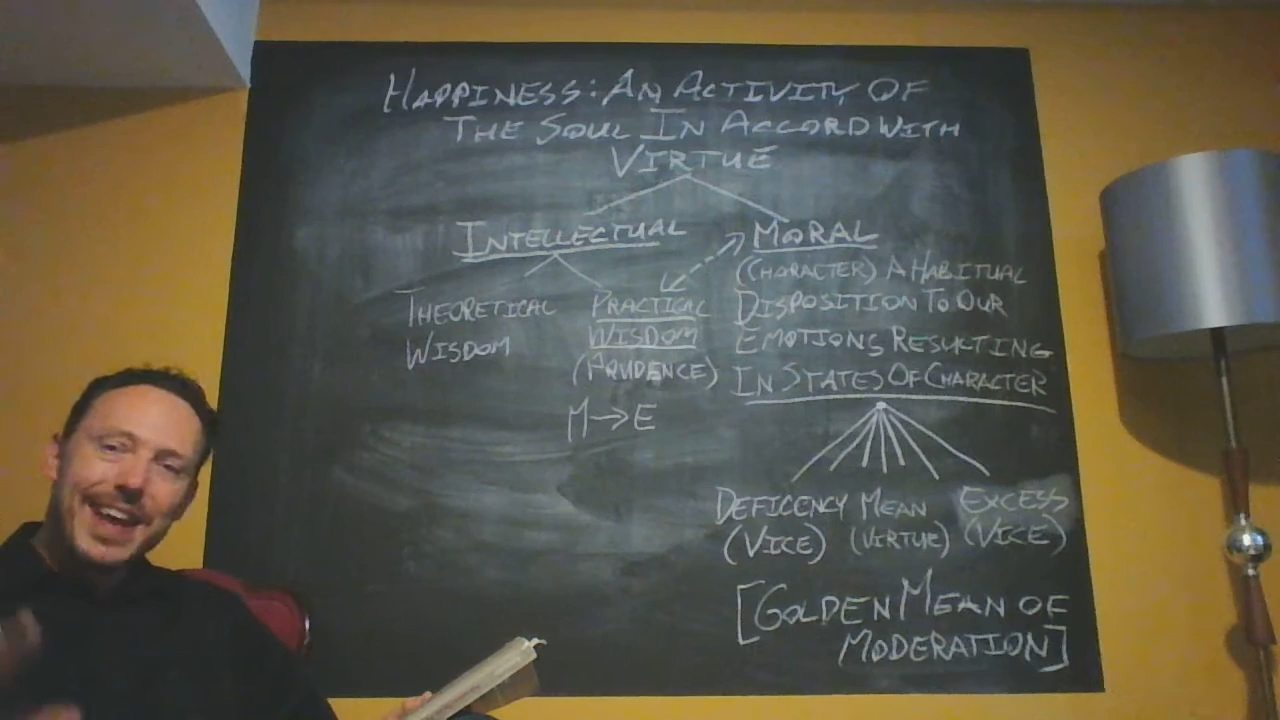 HAPPINESS: AN ACTIVITY OF
THE SOUL IN ACCORD WITH
VIRTUE
INTELLECTUAL
MORAL
THEORETICAL
WISDOM
PRACTICAL
WISDOM
(PRUDENCE)
M→E
(CHARACTER) A HABITUAL
DISPOSITION TO OUR
EMOTIONS RESULTING
IN STATES OF CHARACTER
DEFICENCY MEAN EXCESS
(VICE) (VIRTUE) (VICE)
[GOLDEN MEAN OF
MODERATION]